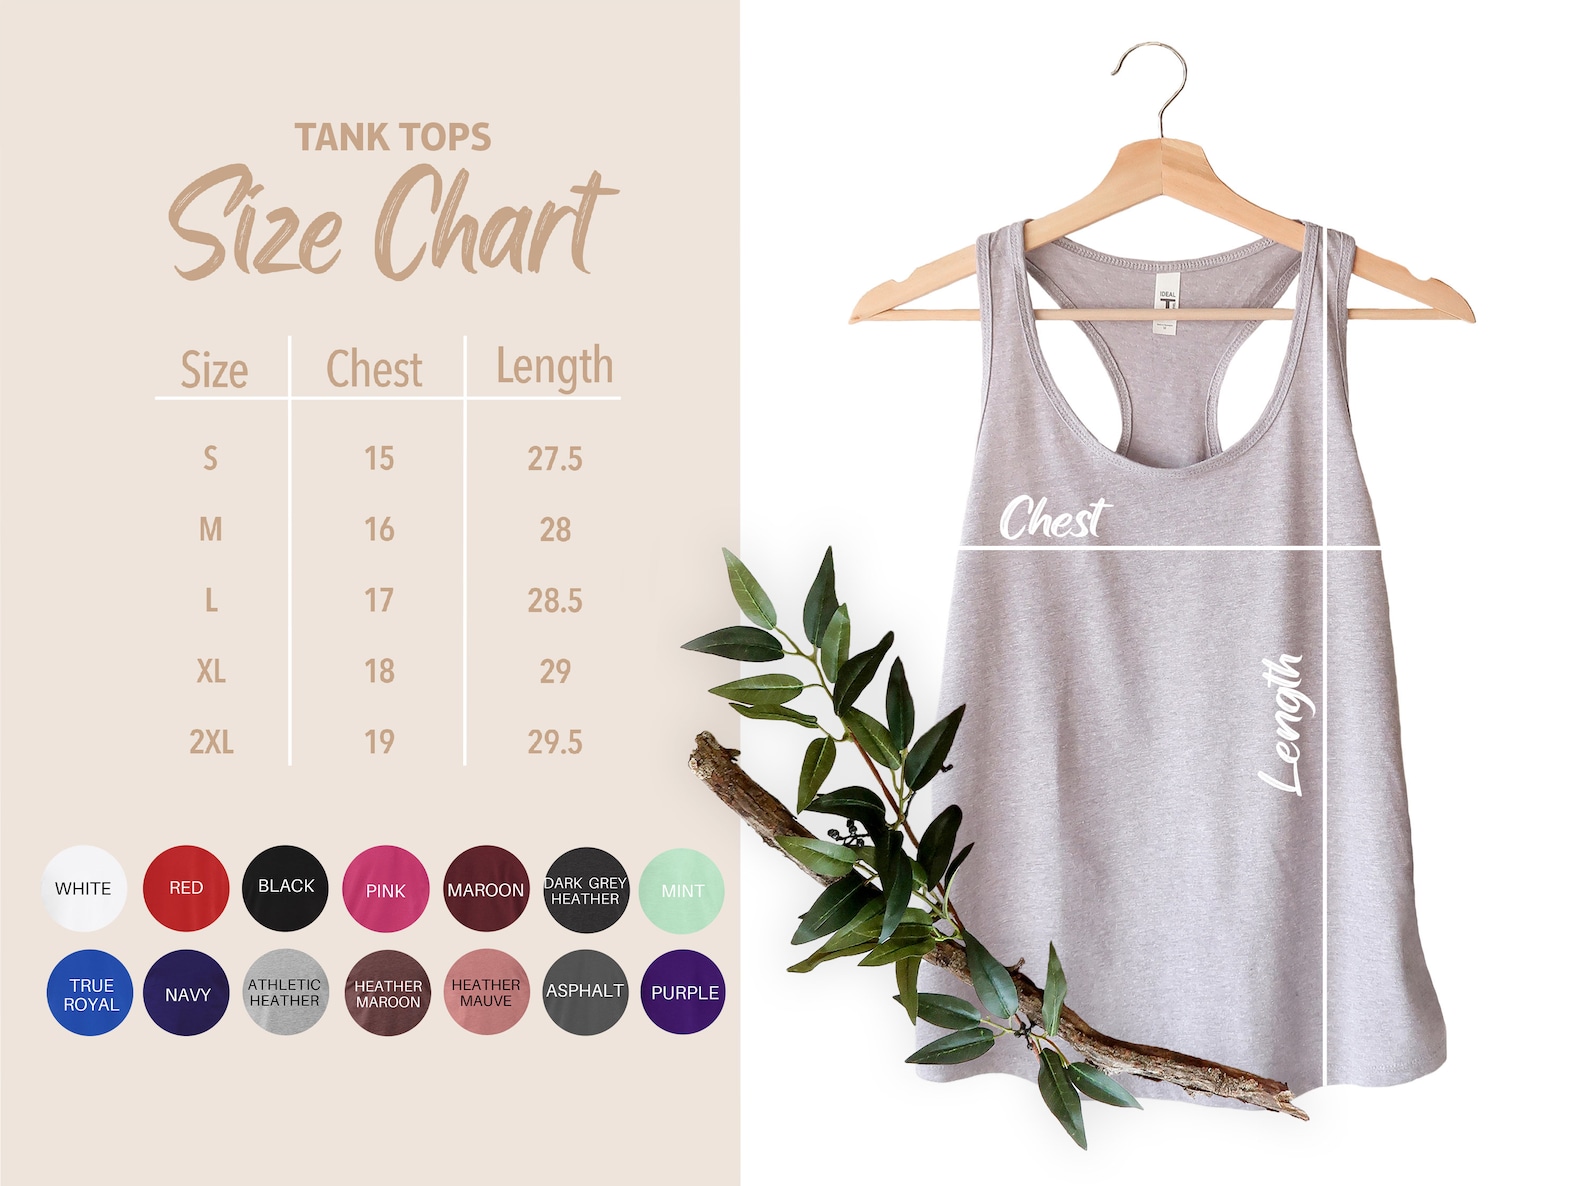 TANK TOPS
Size Chart
Size Chest Length
S 15 27.5
M 16 28
L 17 28.5
XL 18 29
2XL 19 29.5
WHITE
RED
BLACK
PINK
MAROON
DARK GREY
HEATHER
MINT
TRUE
ROYAL
NAVY
ATHLETIC
HEATHER
HEATHER
MAROON
HEATHER
MAUVE
ASPHALT
PURPLE
IDEAL
T
Chest
Length